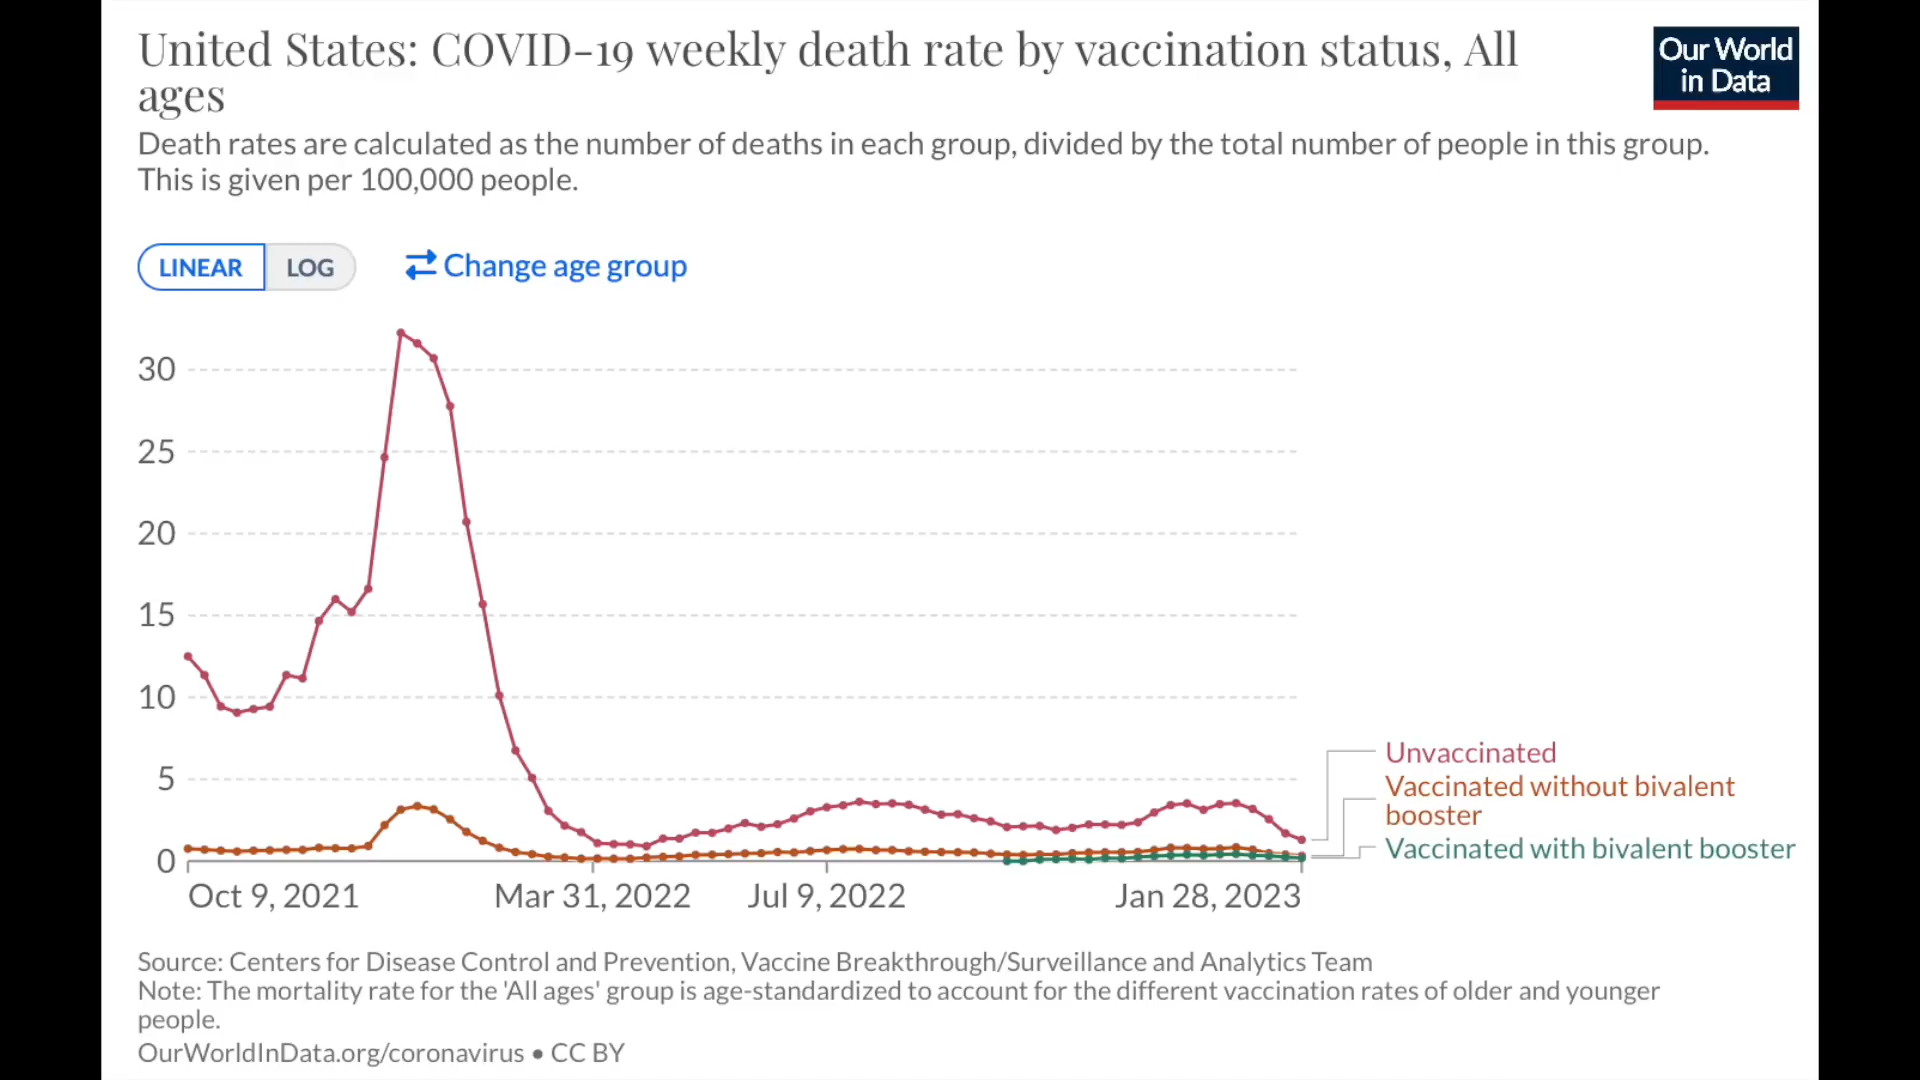 United States: COVID-19 weekly death rate by vaccination status, All
ages
Our World
in Data
Death rates are calculated as the number of deaths in each group, divided by the total number of people in this group.
This is given per 100,000 people.
LINEAR LOG
Change age group
30
25
20
15
10
5
0
Oct 9, 2021 Mar 31, 2022 Jul 9, 2022 Jan 28, 2023
Unvaccinated
Vaccinated without bivalent
booster
Vaccinated with bivalent booster
Source: Centers for Disease Control and Prevention, Vaccine Breakthrough/Surveillance and Analytics Team
Note: The mortality rate for the 'All ages' group is age-standardized to account for the different vaccination rates of older and younger
people.
OurWorldInData.org/coronavirus • CC BY